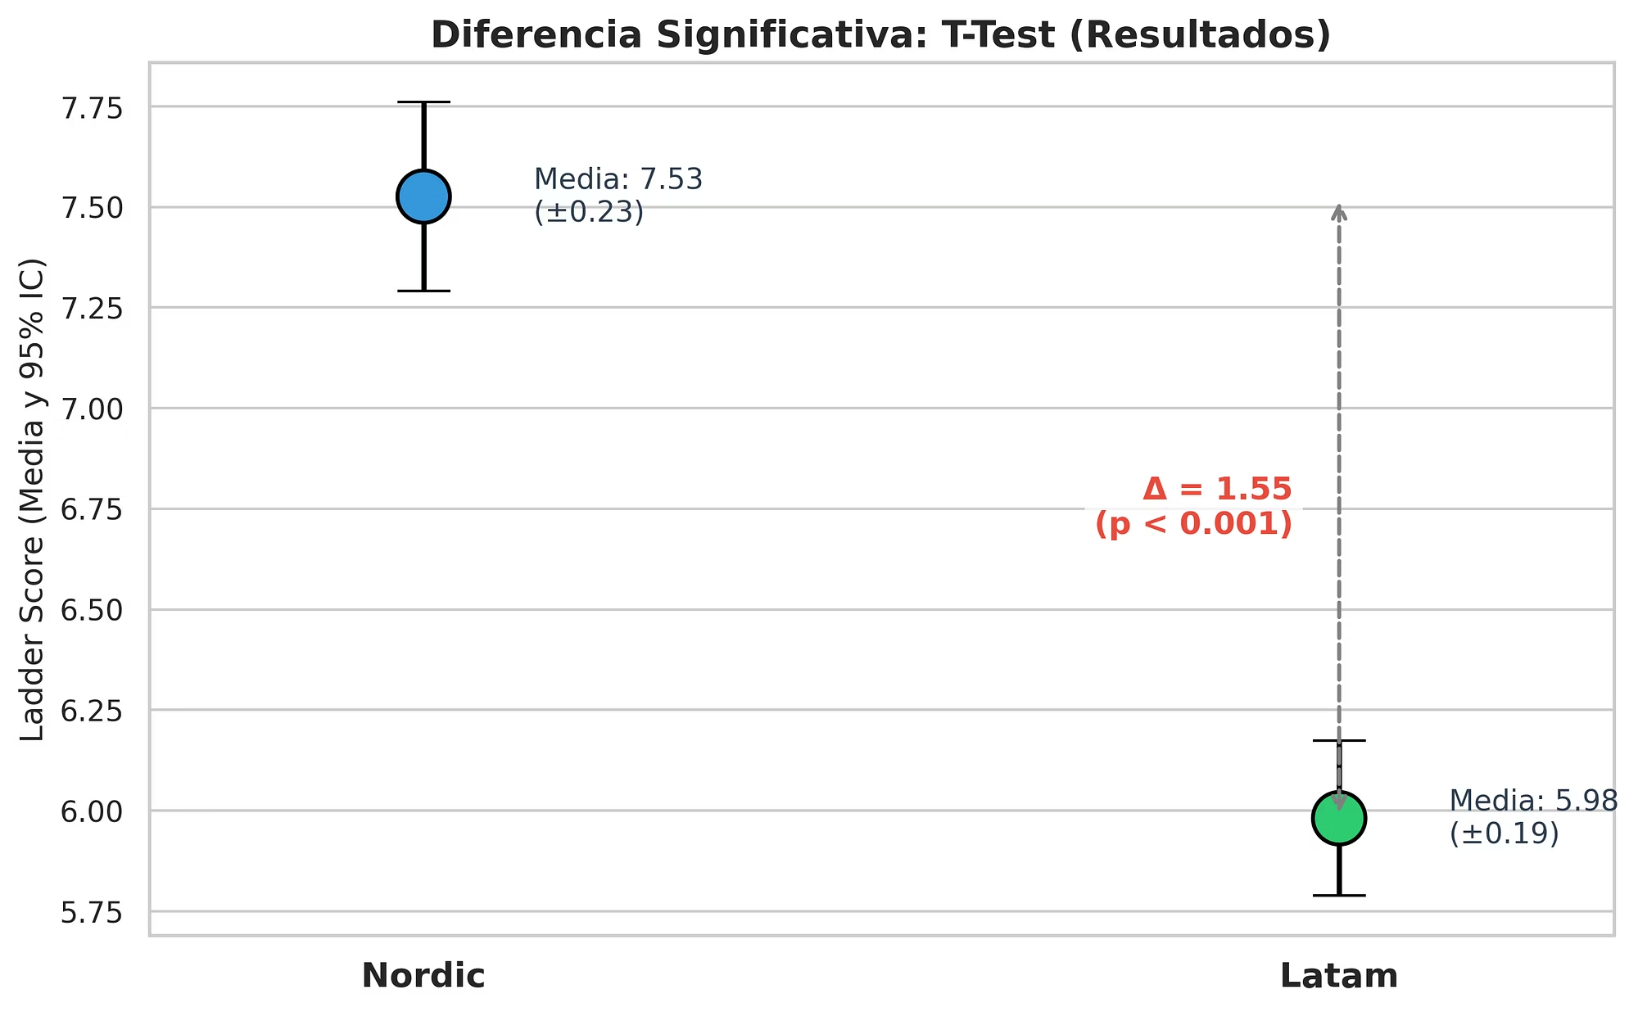 Diferencia Significativa: T-Test (Resultados)
Ladder Score (Media y 95% IC)
7.75
7.50
7.25
7.00
6.75
6.50
6.25
6.00
5.75
Media: 7.53
(±0.23)
Δ = 1.55
(p < 0.001)
Media: 5.98
(±0.19)
Nordic
Latam